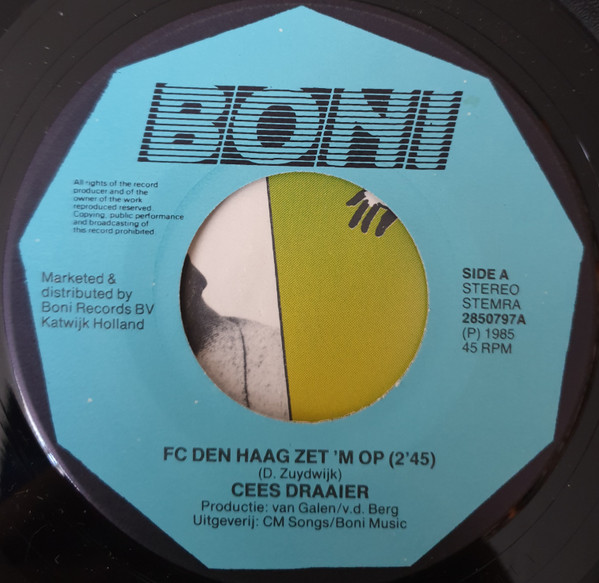 BONI
All rights of the record
producer and of the
owner of the work
reproduced reserved.
Copying, public performance
and broadcasting of
this record prohibited.
Marketed &
distributed by
Boni Records BV
Katwijk Holland
SIDE A
STEREO
STEMRA
2850797A
(P) 1985
45 RPM
FC DEN HAAG ZET 'M OP (2'45)
(D. Zuydwijk)
CEES DRAAIER
Productie: van Galen/v.d. Berg
Uitgeverij: CM Songs/Boni Music